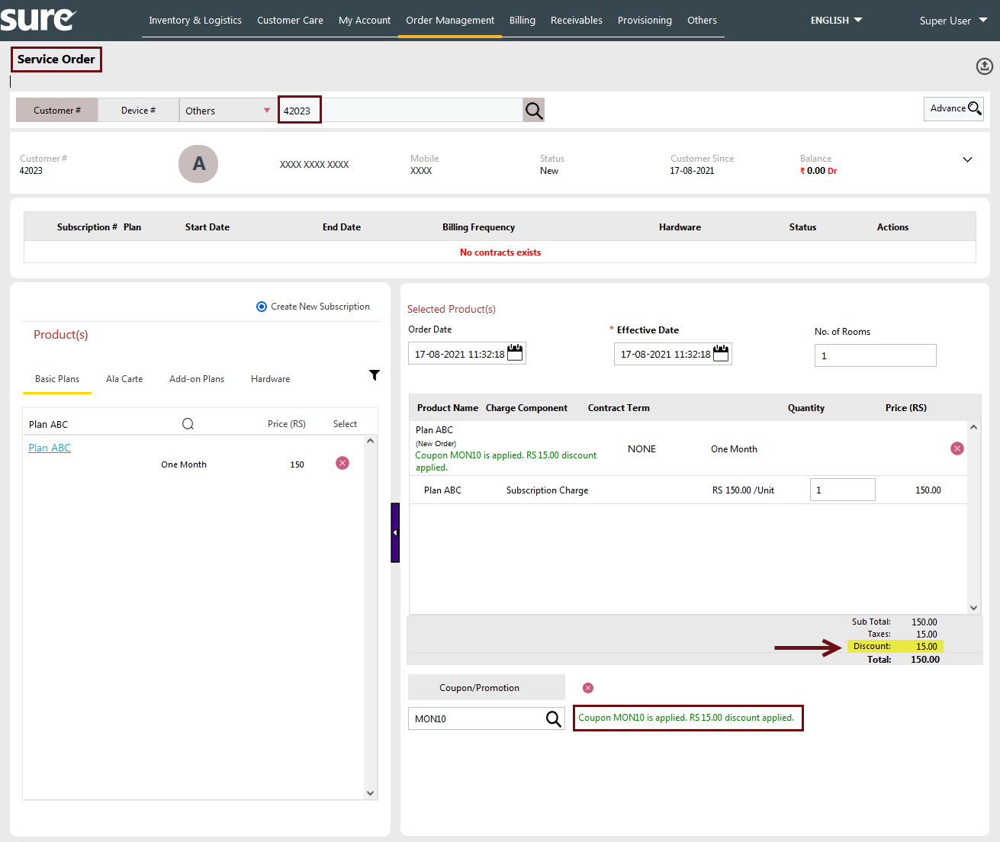 sure
Inventory & Logistics Customer Care My Account Order Management Billing Receivables Provisioning Others ENGLISH Super User
Service Order
Customer # Device # Others 42023 Advance
Customer # Mobile Status Customer Since Balance
42023 A XXXX XXXX XXXX XXXX New 17-08-2021 ₹ 0.00 Dr
Subscription # Plan Start Date End Date Billing Frequency Hardware Status Actions
No contracts exists
Create New Subscription
Product(s)
Basic Plans Ala Carte Add-on Plans Hardware
Plan ABC Price (RS) Select
Plan ABC
One Month 150
Selected Product(s)
Order Date * Effective Date No. of Rooms
17-08-2021 11:32:18 17-08-2021 11:32:18 1
Product Name Charge Component Contract Term Quantity Price (RS)
Plan ABC
(New Order)
Coupon MON10 is applied. RS 15.00 discount
applied.
NONE One Month
Plan ABC Subscription Charge RS 150.00 /Unit 1 150.00
Sub Total: 150.00
Taxes: 15.00
Discount: 15.00
Total: 150.00
Coupon/Promotion
MON10 Coupon MON10 is applied. RS 15.00 discount applied.